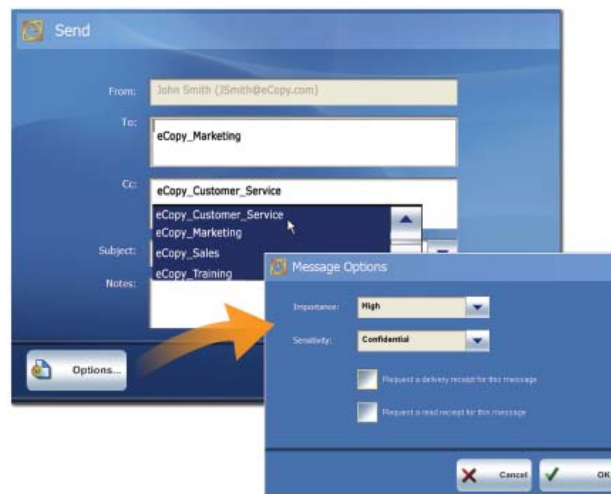 Send
From: John Smith (JSmith@eCopy.com)
To: eCopy_Marketing
Cc: eCopy_Customer_Service
eCopy_Customer_Service
eCopy_Marketing
eCopy_Sales
eCopy_Training
Subject:
Notes:
Options...
Message Options
Importance: High
Sensitivity: Confidential
Request a delivery receipt for this message
Request a read receipt for this message
Cancel
OK